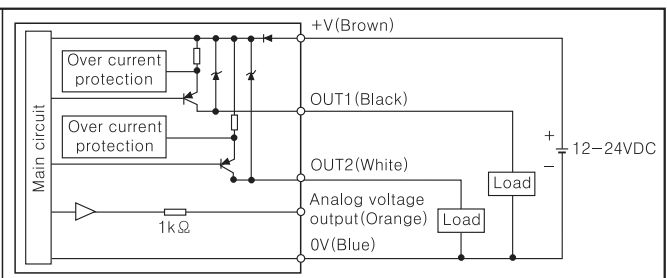 +V(Brown)
Over current
protection
OUT1(Black)
Over current
protection
Main circuit
+
12-24VDC
-
OUT2(White)
Load
Analog voltage
output(Orange)
Load
1kΩ
0V(Blue)